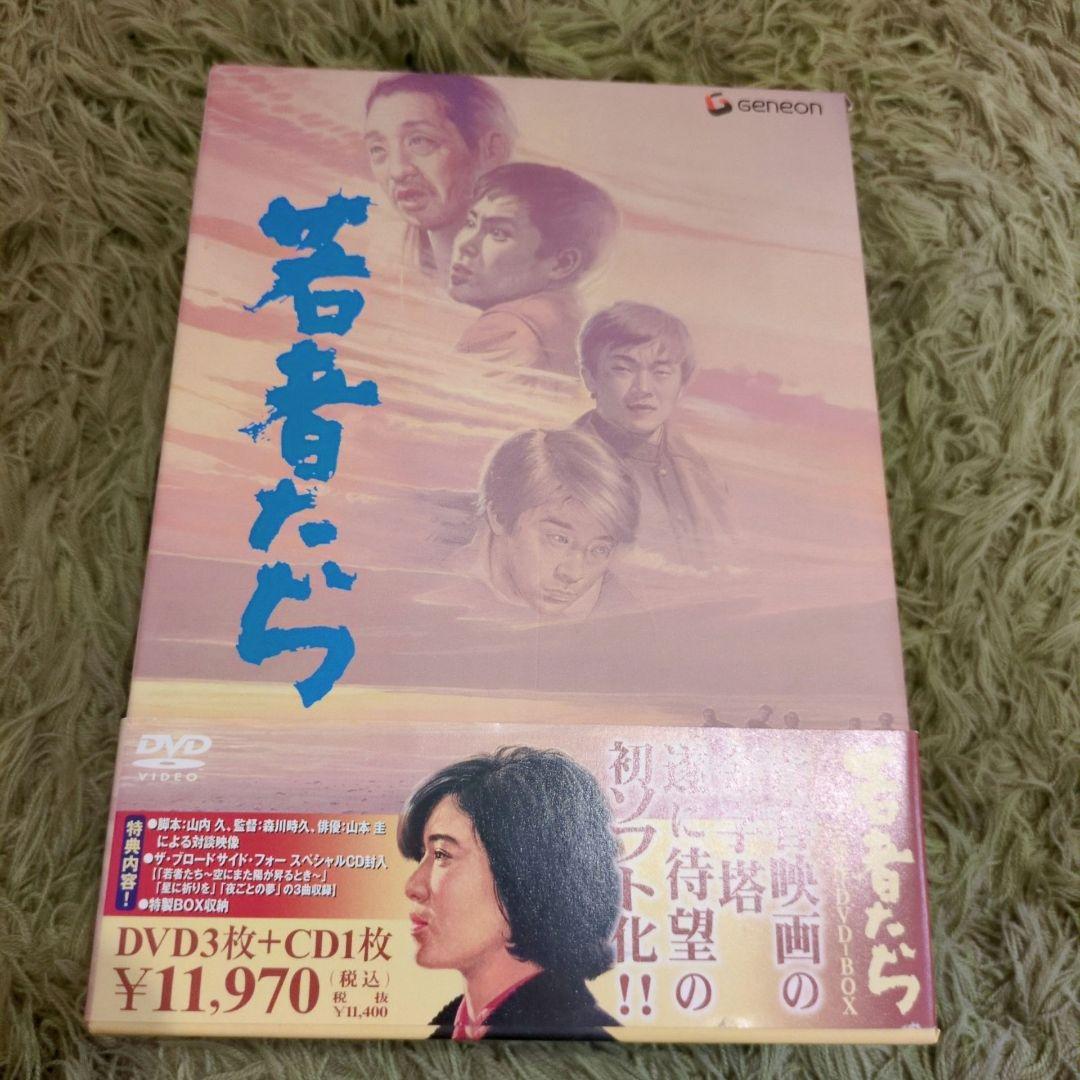 Geneon
若者たち
DVD
VIDEO
特典内容!
●脚本:山内 久、監督:森川時久、俳優:山本 圭
による対談映像
●ザ・ブロードサイド・フォー スペシャルCD封入
[「若者たち〜空にまた陽が昇るとき〜」
「星に祈りを」「夜ごとの夢」の3曲収録]
●特製BOX収納
DVD3枚+CD1枚
¥11,970
(税込)
税 抜
¥11,400
映画の
塔
遂に待望の
初ソフト化!!
若者たち
DVD-BOX